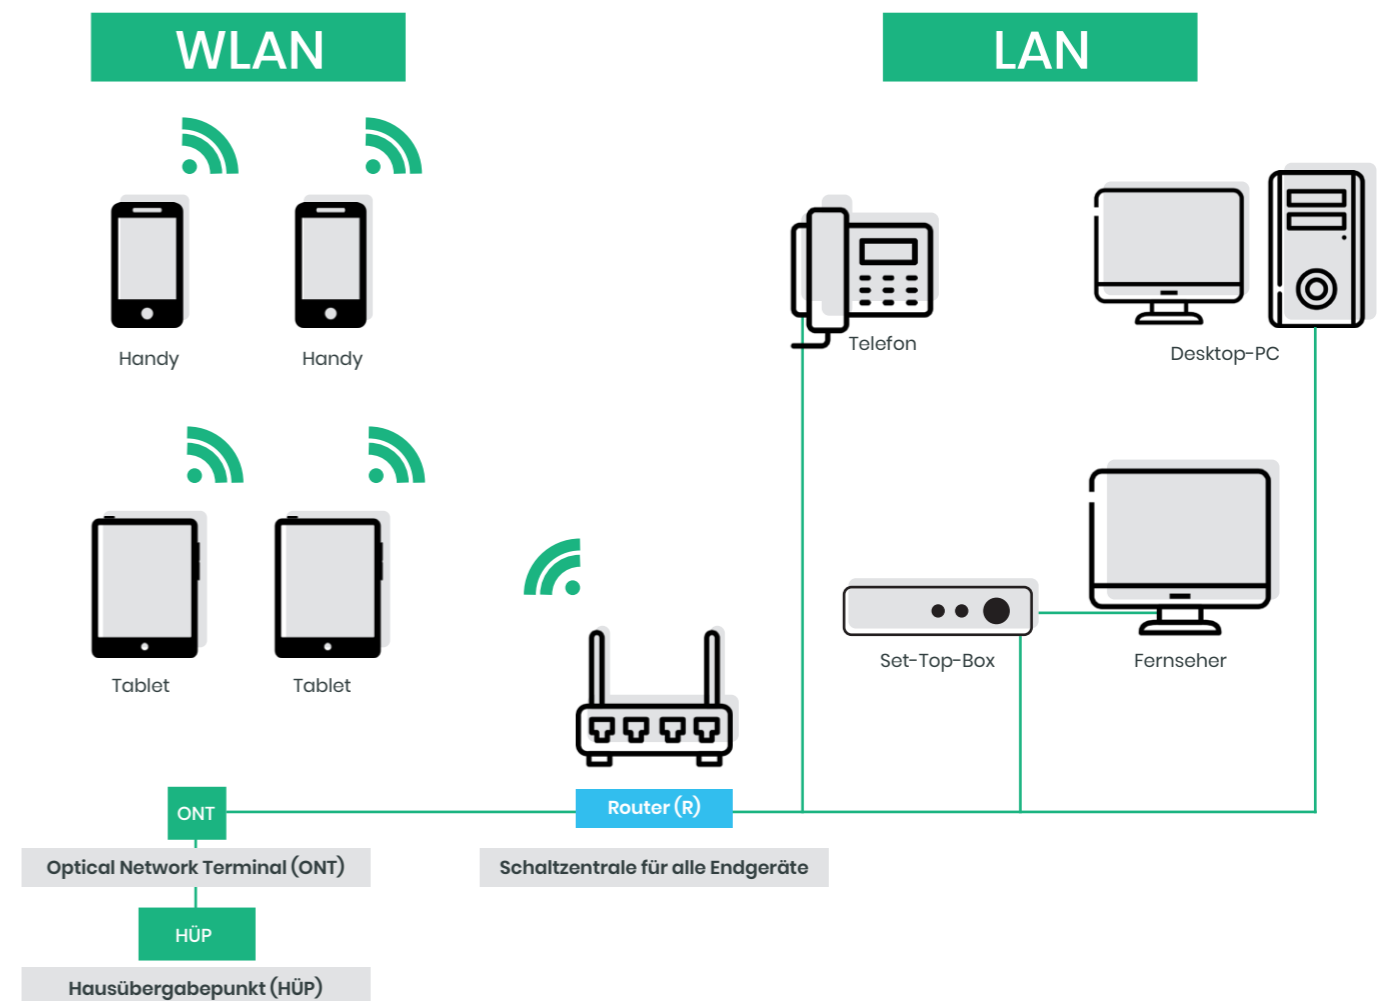 WLAN
LAN
Handy
Handy
Telefon
Desktop-PC
Tablet
Tablet
Set-Top-Box
Fernseher
ONT
Router (R)
Optical Network Terminal (ONT)
Schaltzentrale für alle Endgeräte
HÜP
Hausübergabepunkt (HÜP)